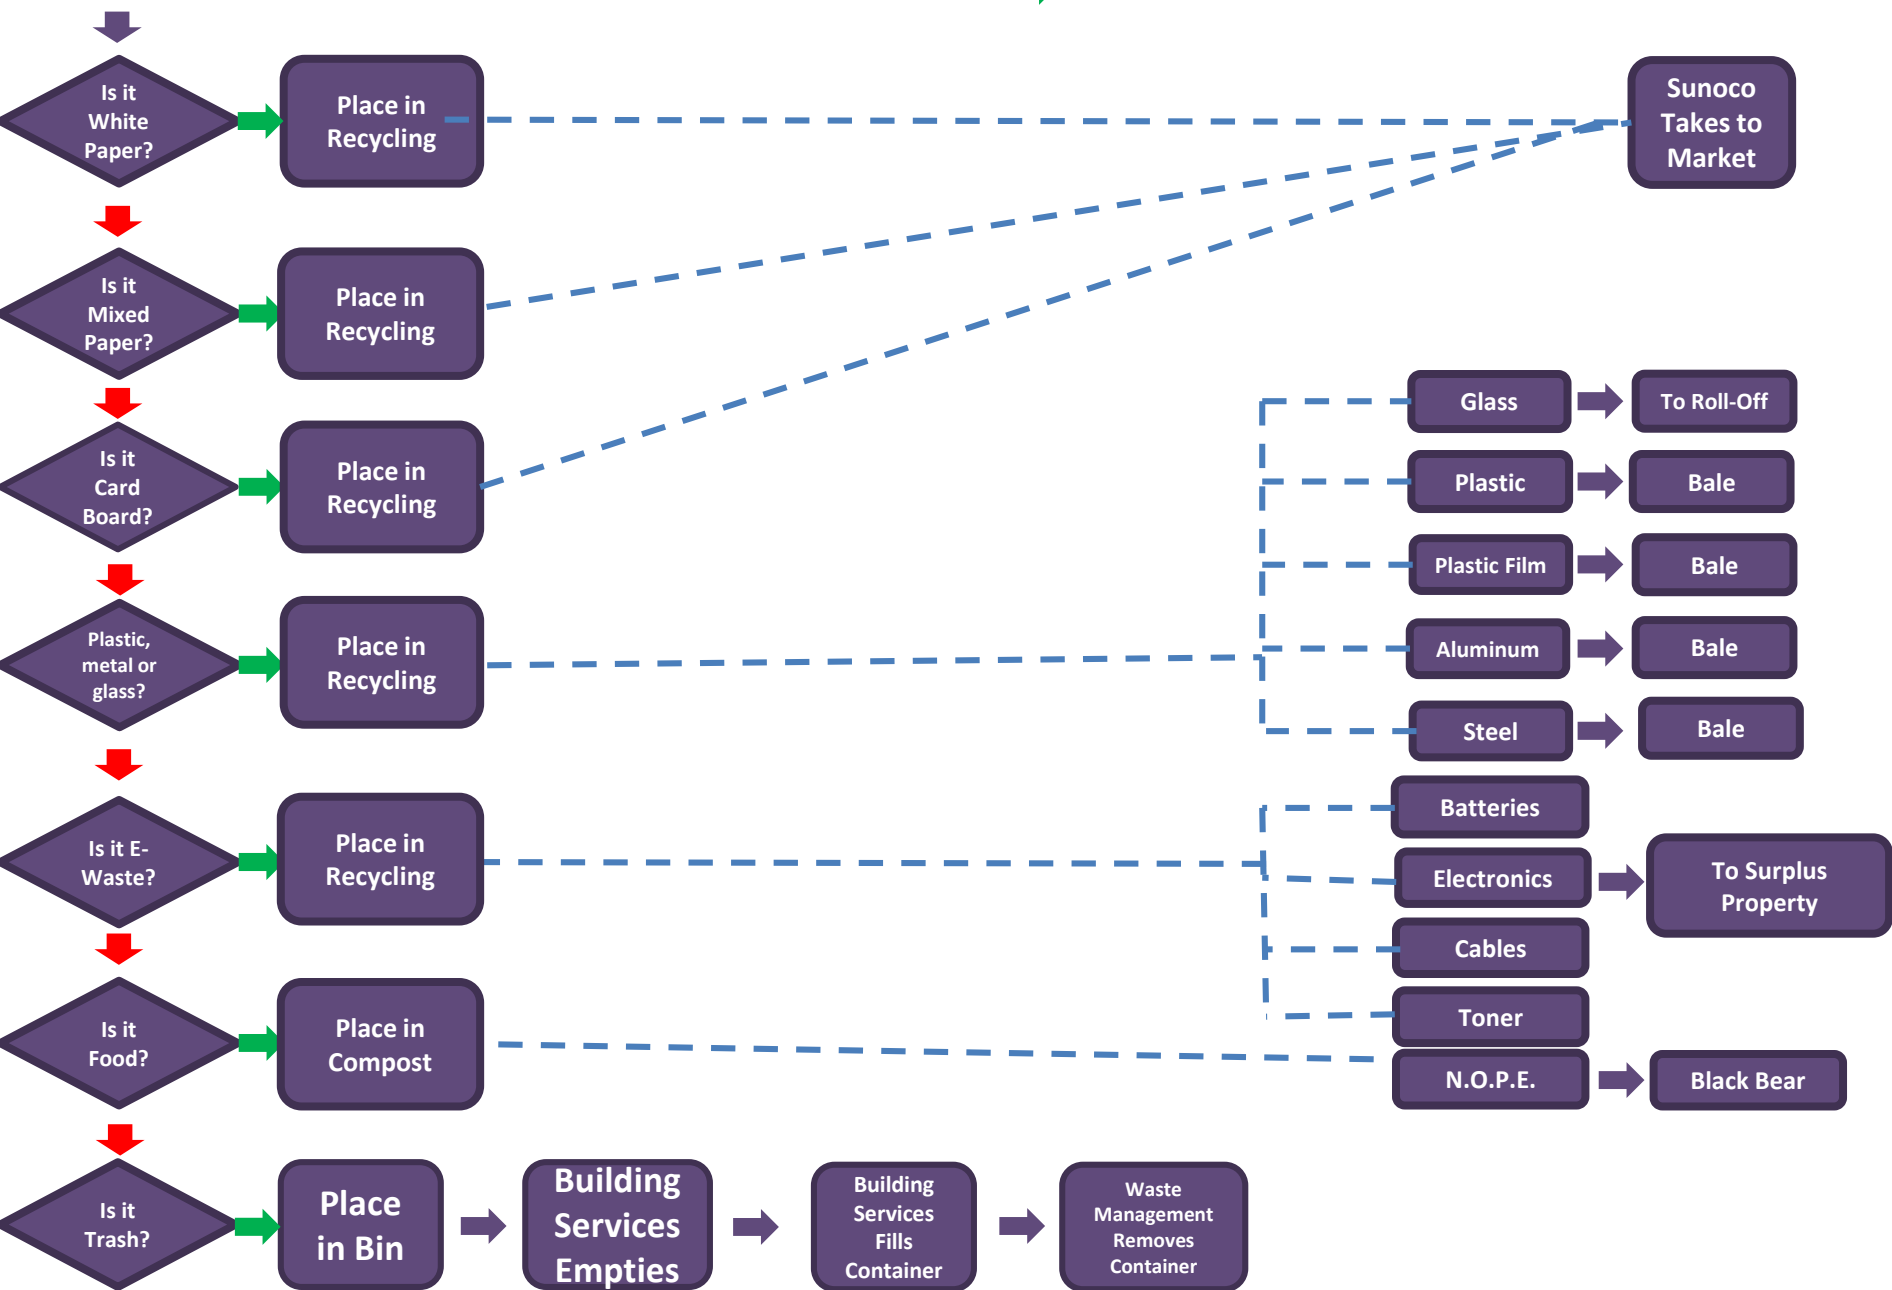 Is it
White
Paper?
Place in
Recycling
Sunoco
Takes to
Market
Is it
Mixed
Paper?
Place in
Recycling
Is it
Card
Board?
Place in
Recycling
Glass
To Roll-Off
Plastic
Bale
Plastic Film
Bale
Plastic,
metal or
glass?
Place in
Recycling
Aluminum
Bale
Steel
Bale
Is it E-
Waste?
Place in
Recycling
Batteries
Electronics
To Surplus
Property
Cables
Toner
Is it
Food?
Place in
Compost
N.O.P.E.
Black Bear
Is it
Trash?
Place
in Bin
Building
Services
Empties
Building
Services
Fills
Container
Waste
Management
Removes
Container